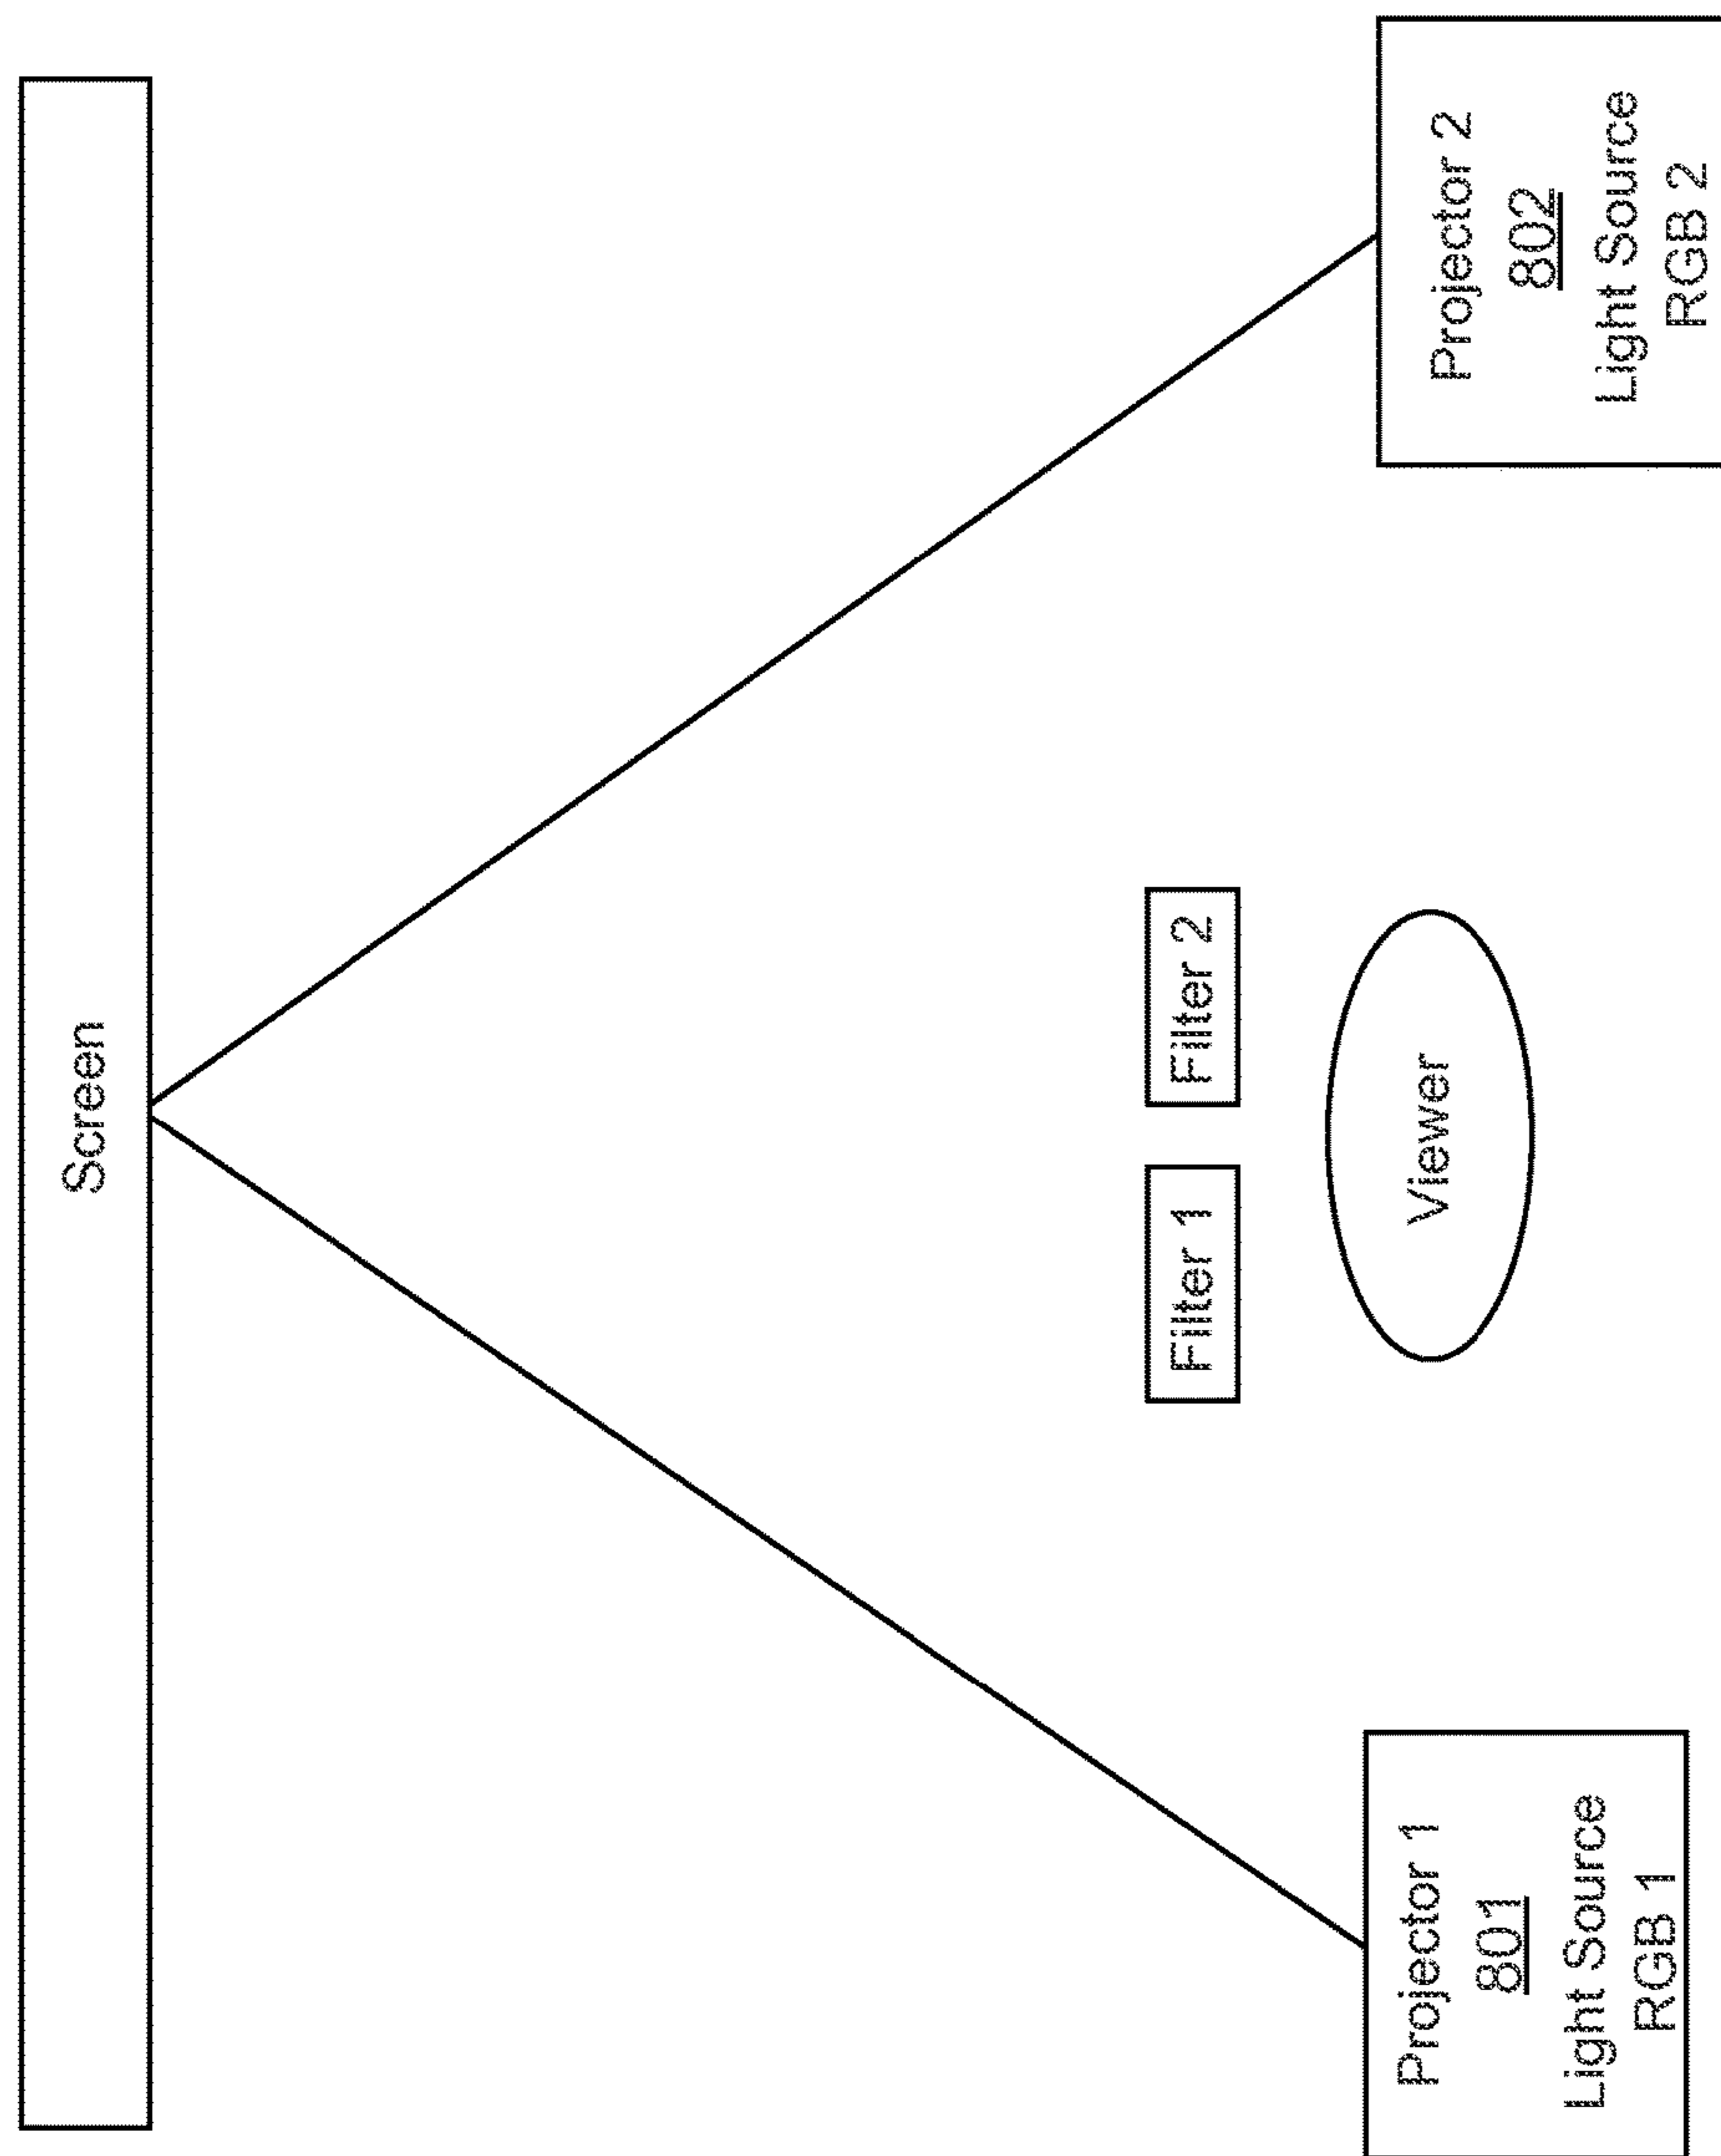 Screen
Filter 1
Filter 2
Viewer
Projector 1
801
Light Source
RGB 1
Projector 2
802
Light Source
RGB 2